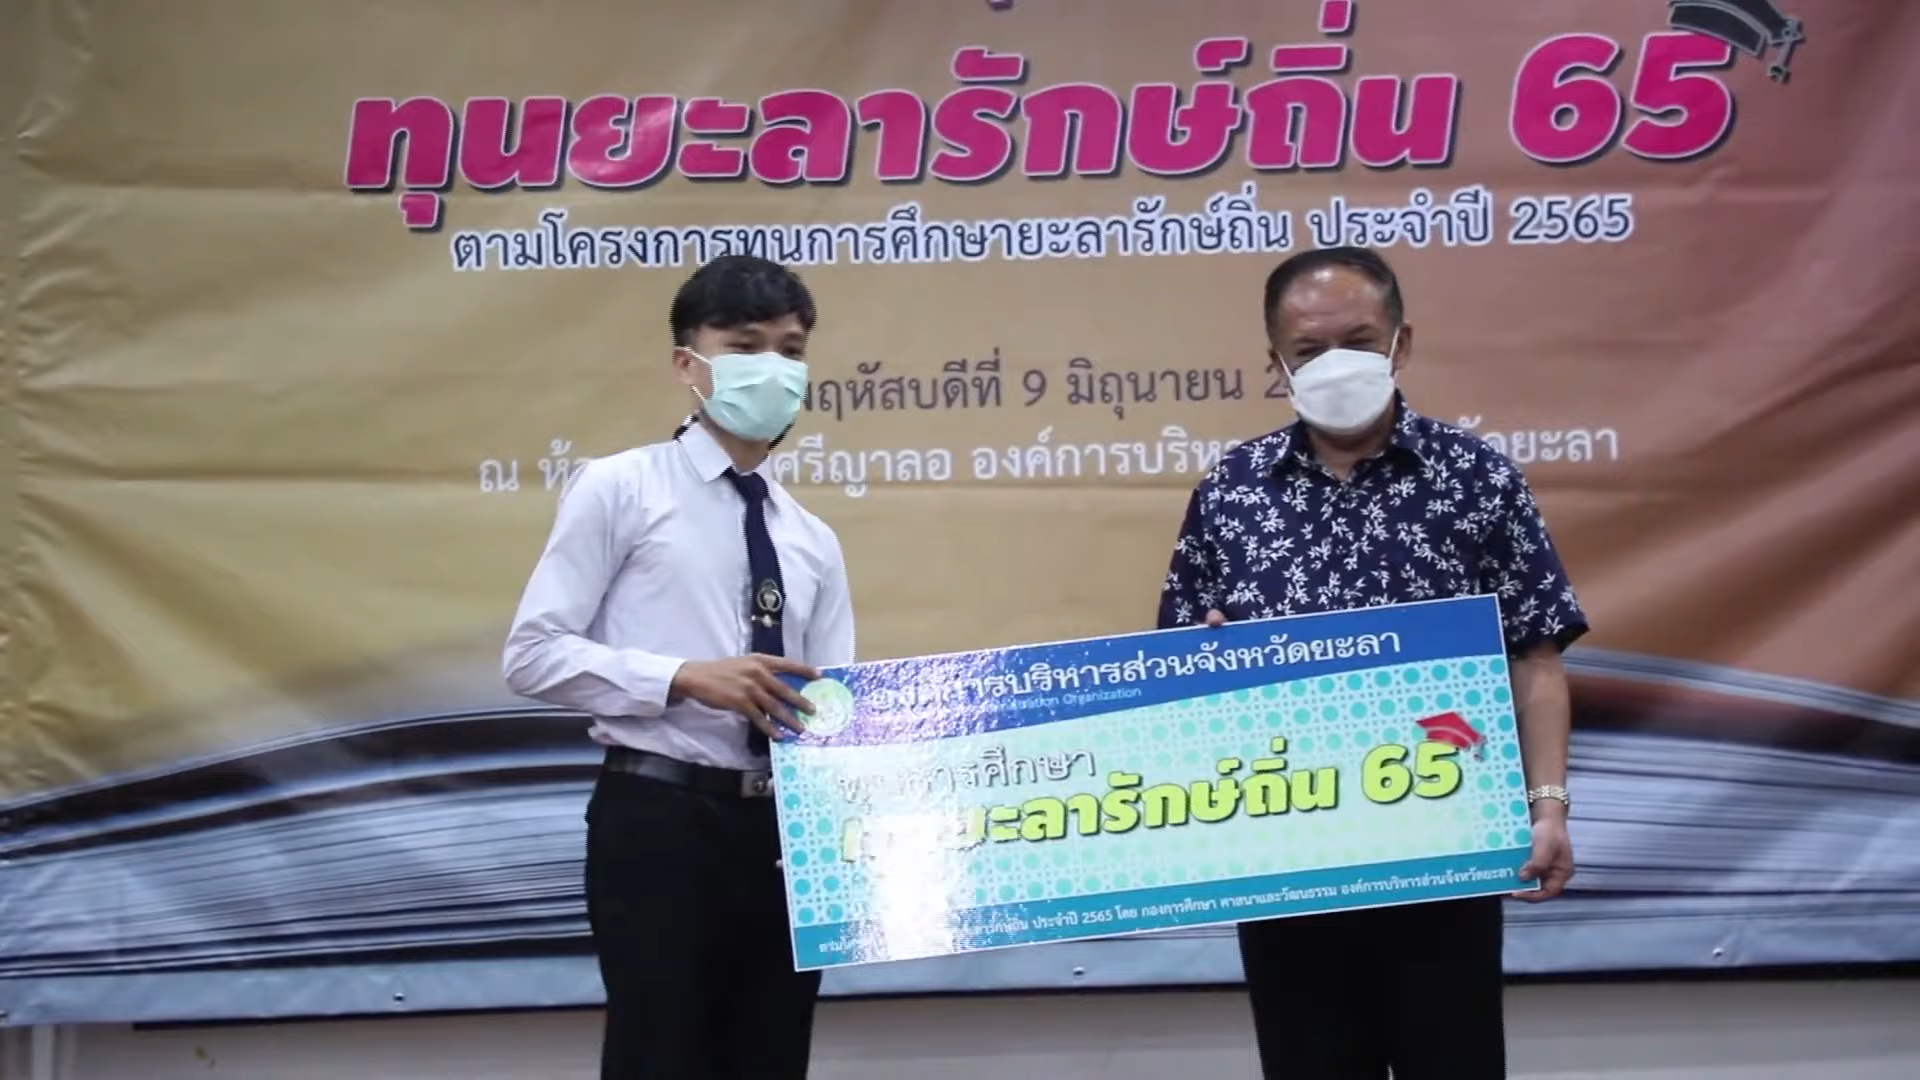 ทุนยะลารักษ์ถิ่น 65
ตามโครงการทุนการศึกษายะลารักษ์ถิ่น ประจำปี 2565
พฤหัสบดีที่ 9 มิถุนายน
ณ ศรีญาลอ องค์การบริหาร ยะลา
องค์การบริหารส่วนจังหวัดยะลา
Organization
ทุนการศึกษา
ทุนยะลารักษ์ถิ่น 65
ประจำปี 2565 โดย กองการศึกษา ศาสนาและวัฒนธรรม องค์การบริหารส่วนจังหวัดยะลา